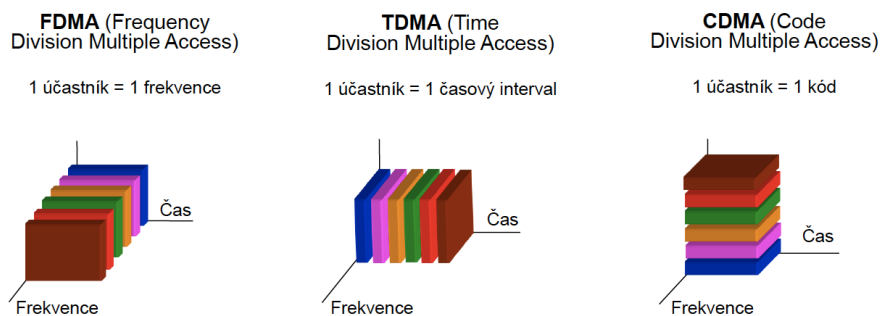 FDMA (Frequency
Division Multiple Access)
1 účastník = 1 frekvence
Čas
Frekvence
TDMA (Time
Division Multiple Access)
1 účastník = 1 časový interval
Čas
Frekvence
CDMA (Code
Division Multiple Access)
1 účastník = 1 kód
Čas
Frekvence